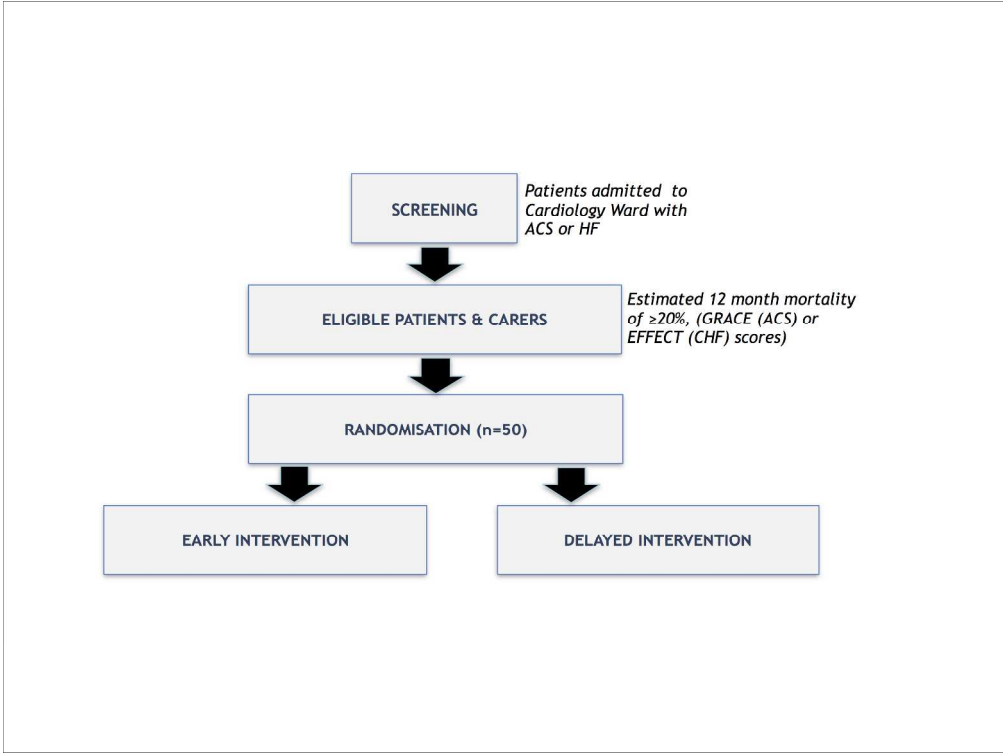 SCREENING
Patients admitted to
Cardiology Ward with
ACS or HF
ELIGIBLE PATIENTS & CARERS
Estimated 12 month mortality
of ≥20%, (GRACE (ACS) or
EFFECT (CHF) scores)
RANDOMISATION (n=50)
EARLY INTERVENTION
DELAYED INTERVENTION